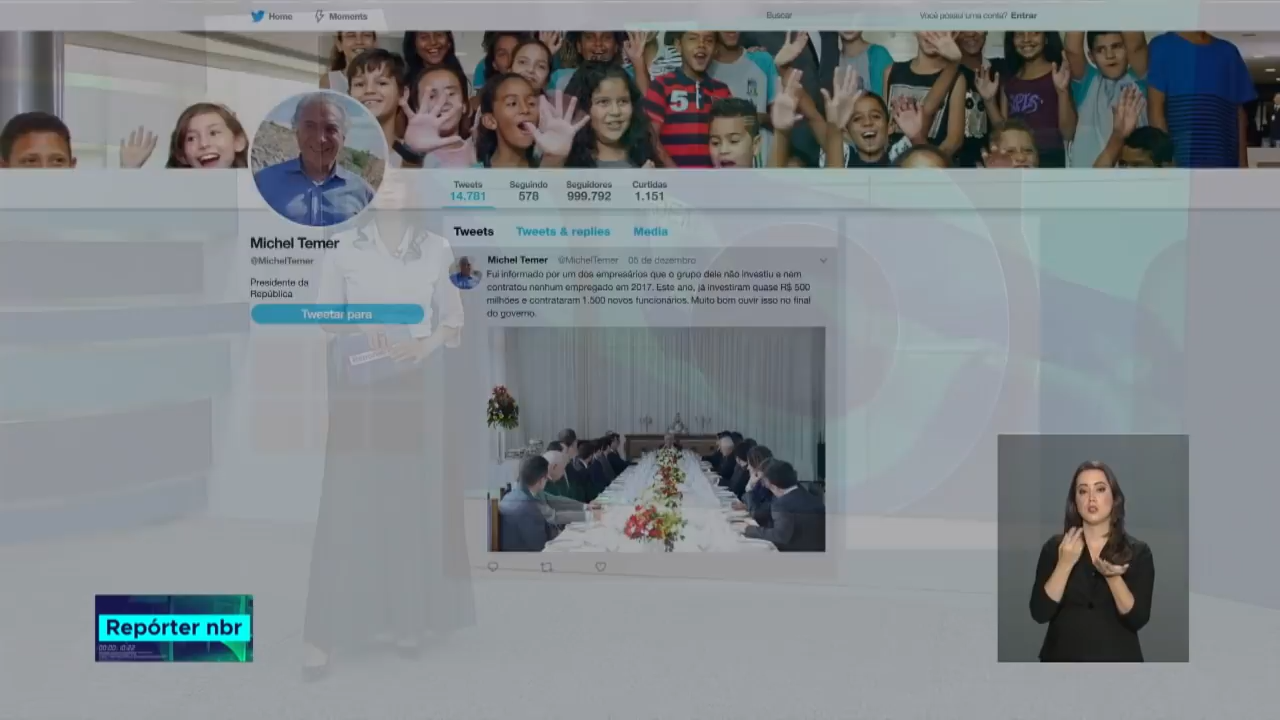 Home
Moments
Buscar
Você possui uma conta? Entrar
5
Tweets
Seguindo
Seguidores
Curtidas
14.781
578
999.792
1.151
Tweets
Tweets & replies
Media
Michel Temer
@MichelTemer
Presidente da
República
Tweetar para
Michel Temer @MichelTemer 05 de dezembro
Fui informado por um dos empresários que o grupo dele não investiu e nem
contratou nenhum empregado em 2017. Este ano, já investiram quase R$ 500
milhões e contrataram 1.500 novos funcionários. Muito bom ouvir isso no final
do governo.
Repórter nbr